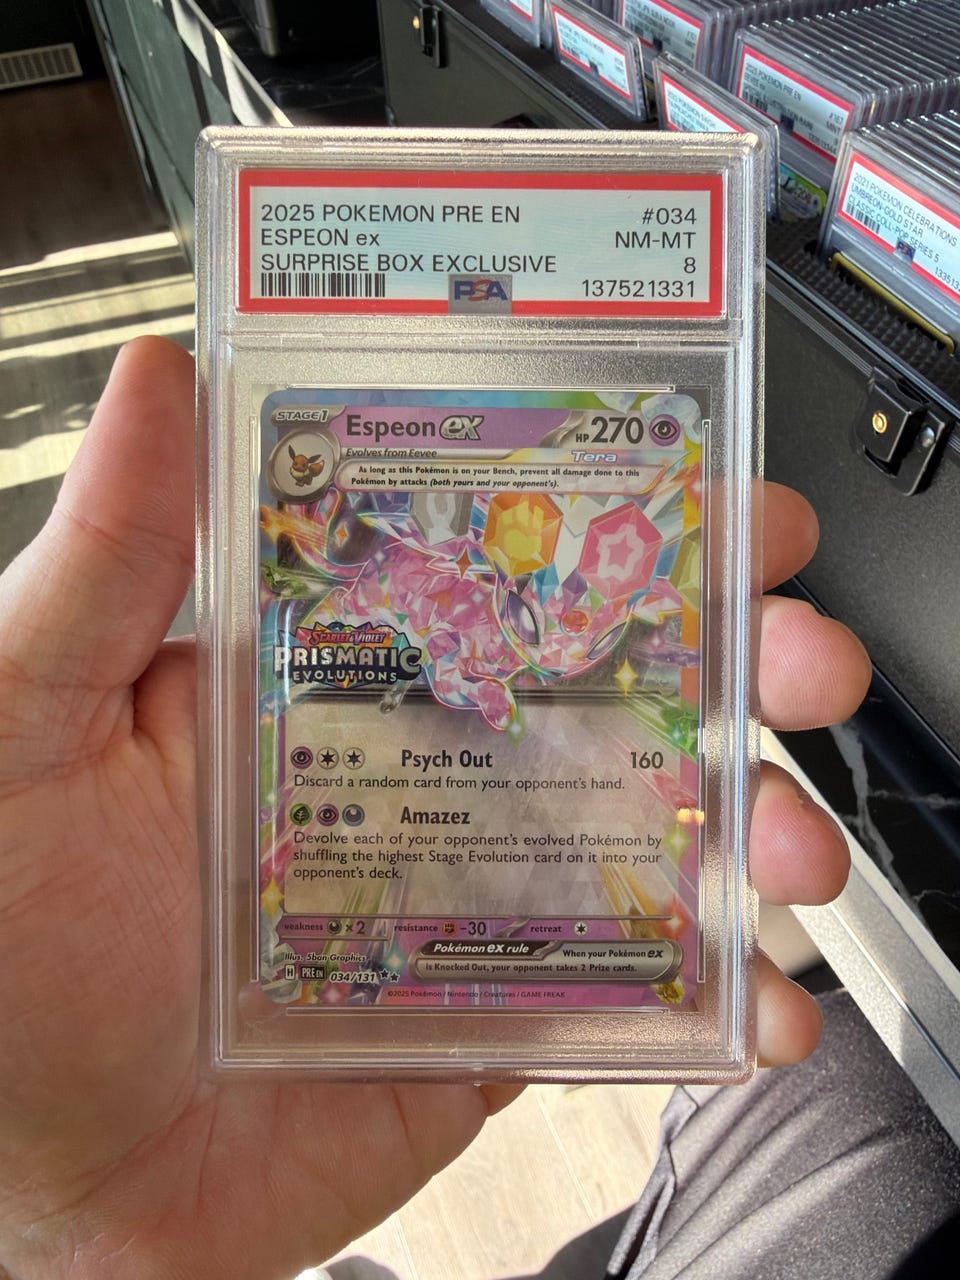 2025 POKEMON PRE EN #034
ESPEON ex NM-MT
SURPRISE BOX EXCLUSIVE 8
PSA 137521331
STAGE 1 Espeon ex HP 270
Evolves from Eevee
Tera
As long as this Pokémon is on your Bench, prevent all damage done to this
Pokémon by attacks (both yours and your opponent's).
SCARLET & VIOLET
PRISMATIC
EVOLUTIONS
Psych Out 160
Discard a random card from your opponent's hand.
Amazez
Devolve each of your opponent's evolved Pokémon by
shuffling the highest Stage Evolution card on it into your
opponent's deck.
weakness ×2 resistance -30 retreat
Pokémon ex rule When your Pokémon ex
is Knocked Out, your opponent takes 2 Prize cards.
Illus. 5ban Graphics
H PRE EN 034/131 ★★
©2025 Pokémon / Nintendo / Creatures / GAME FREAK
2021 POKEMON CELEBRATIONS
UMBREON-GOLD STAR
CLASSIC COLL-POP SERIES 5
POKEMON PRE EN